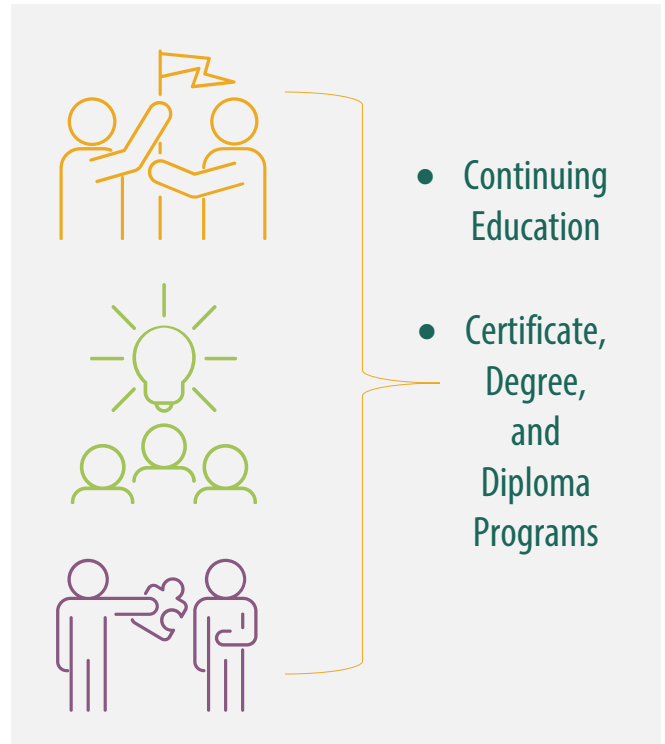 • Continuing
Education
• Certificate,
Degree,
and
Diploma
Programs